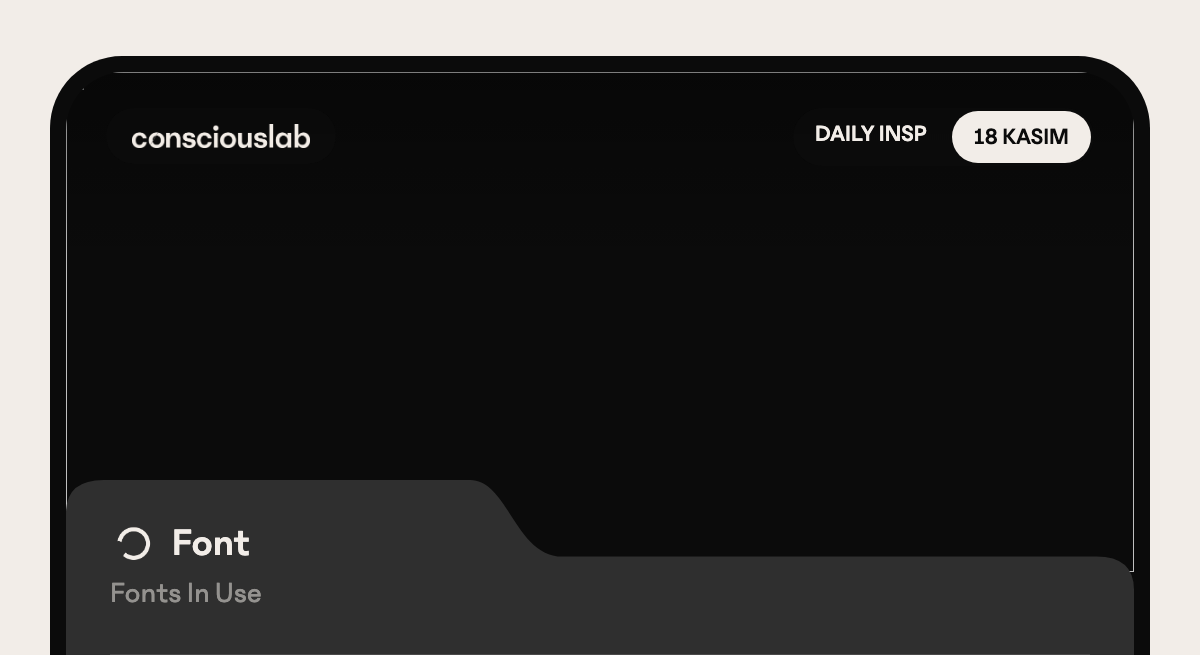 consciouslab
DAILY INSP
18 KASIM
Font
Fonts In Use